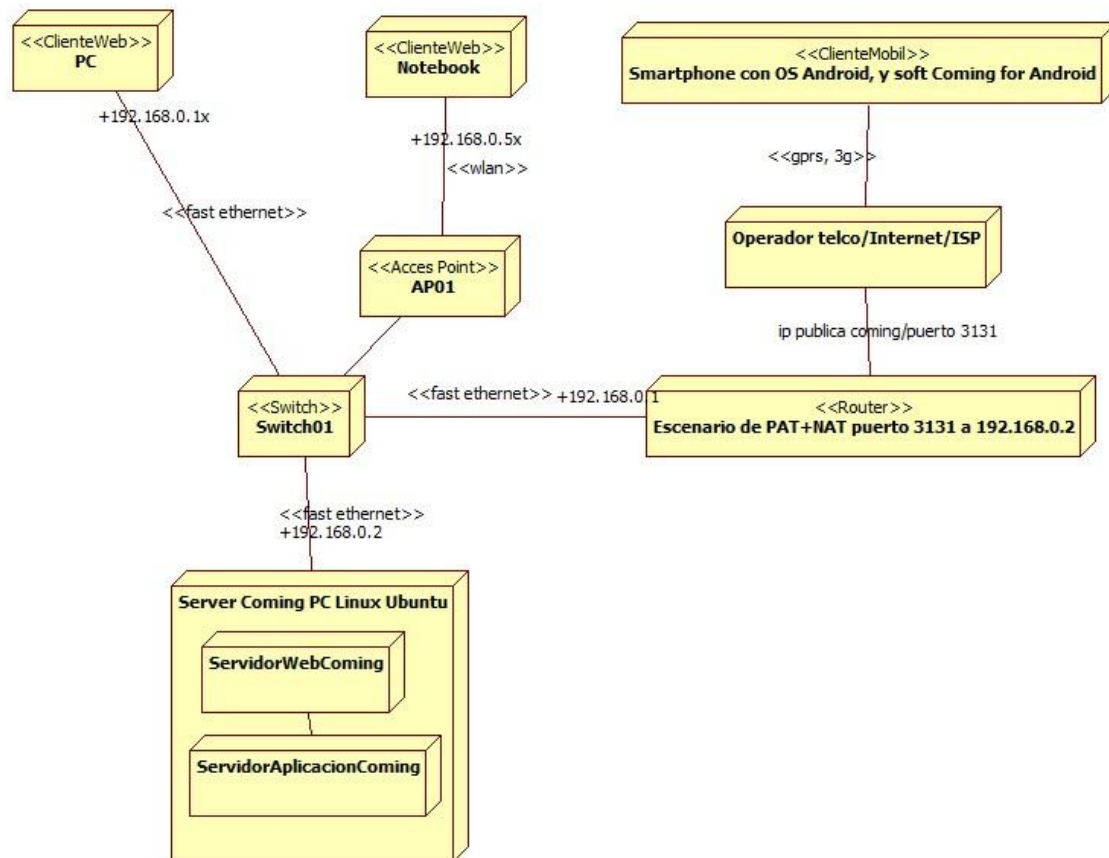 <<ClienteWeb>>
PC
<<ClienteWeb>>
Notebook
<<ClienteMobil>>
Smartphone con OS Android, y soft Coming for Android
+192.168.0.1x
+192.168.0.5x
<<wlan>>
<<gprs, 3g>>
<<fast ethernet>>
Operador telco/Internet/ISP
<<Acces Point>>
AP01
ip publica coming/puerto 3131
<<fast ethernet>>
+192.168.0.1
<<Switch>>
Switch01
<<Router>>
Escenario de PAT+NAT puerto 3131 a 192.168.0.2
<<fast ethernet>>
+192.168.0.2
Server Coming PC Linux Ubuntu
ServidorWebComing
ServidorAplicacionComing